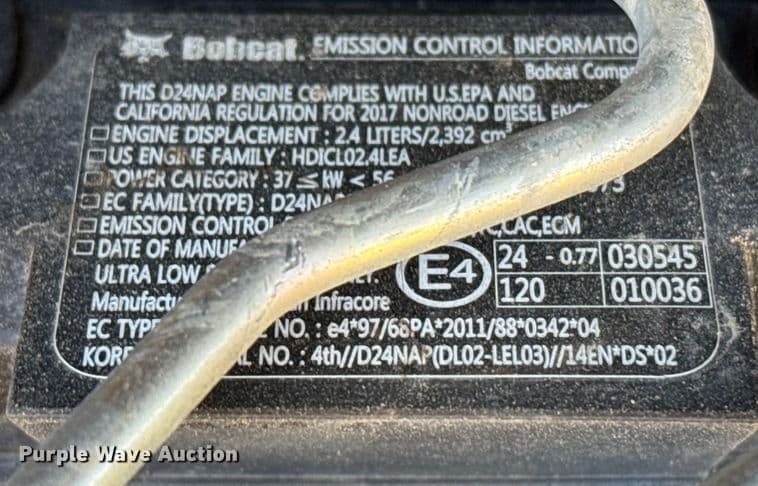 Bobcat. EMISSION CONTROL INFORMATIO
Bobcat Compa
THIS D24NAP ENGINE COMPLIES WITH U.S.EPA AND
CALIFORNIA REGULATION FOR 2017 NONROAD DIESEL ENG
ENGINE DISPLACEMENT : 2.4 LITERS/2,392 cm³
US ENGINE FAMILY : HDICL02.4LEA
POWER CATEGORY : 37 ≤ kW < 56
EC FAMILY(TYPE) : D24NAP
EMISSION CONTROL ,CAC,ECM
DATE OF MANUFA
ULTRA LOW
Manufactu Infracore
E4
24 - 0.77 030545
120 010036
EC TYPE NO. : e4*97/68PA*2011/88*0342*04
KORE L NO. : 4th//D24NAP(DL02-LEL03)//14EN*DS*02
Purple Wave Auction